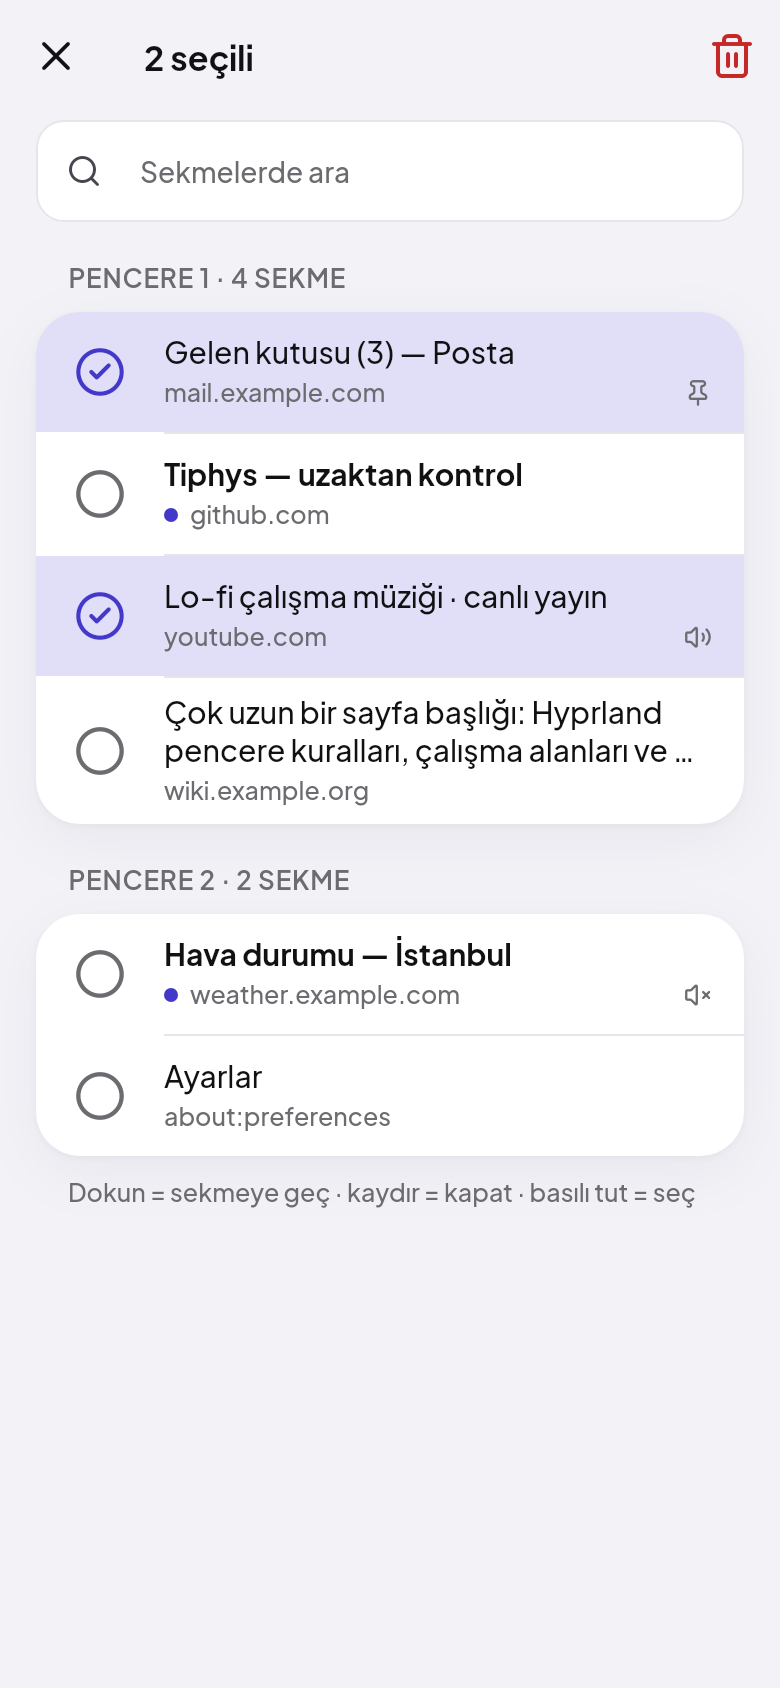 2 seçili
Sekmelerde ara
PENCERE 1 · 4 SEKME
Gelen kutusu (3) — Posta
mail.example.com
Tiphys — uzaktan kontrol
github.com
Lo-fi çalışma müziği · canlı yayın
youtube.com
Çok uzun bir sayfa başlığı: Hyprland
pencere kuralları, çalışma alanları ve …
wiki.example.org
PENCERE 2 · 2 SEKME
Hava durumu — İstanbul
weather.example.com
Ayarlar
about:preferences
Dokun = sekmeye geç · kaydır = kapat · basılı tut = seç